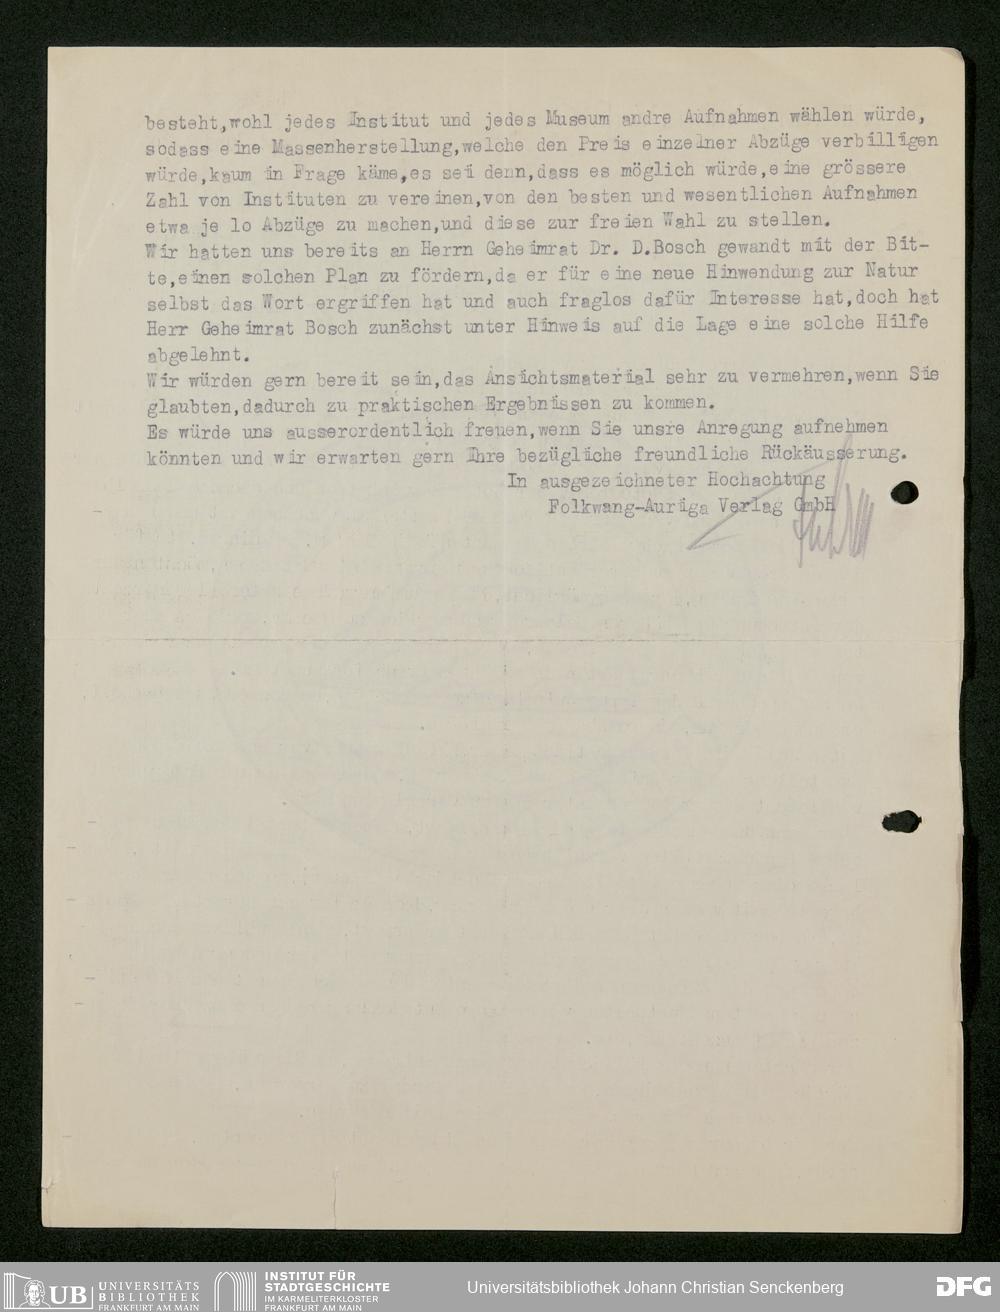 besteht,wohl jedes Institut und jedes Museum andre Aufnahmen wählen würde,
sodass eine Massenherstellung,welche den Preis einzelner Abzüge verbilligen
würde,kaum in Frage käme,es sei denn,dass es möglich würde,eine grössere
Zahl von Instituten zu vereinen,von den besten und wesentlichen Aufnahmen
etwa je lo Abzüge zu machen,und diese zur freien Wahl zu stellen.
Wir hatten uns bereits an Herrn Geheimrat Dr. D.Bosch gewandt mit der Bit-
te,einen solchen Plan zu fördern,da er für eine neue Hinwendung zur Natur
selbst das Wort ergriffen hat und auch fraglos dafür Interesse hat,doch hat
Herr Geheimrat Bosch zunächst unter Hinweis auf die Lage eine solche Hilfe
abgelehnt.
Wir würden gern bereit sein,das Ansichtsmaterial sehr zu vermehren,wenn Sie
glaubten,dadurch zu praktischen Ergebnissen zu kommen.
Es würde uns ausserordentlich freuen,wenn Sie unsre Anregung aufnehmen
könnten und wir erwarten gern Ihre bezügliche freundliche Rückäusserung.
In ausgezeichneter Hochachtung
Folkwang-Auriga Verlag GmbH
UB UNIVERSITÄTS
BIBLIOTHEK
FRANKFURT AM MAIN
INSTITUT FÜR
STADTGESCHICHTE
IM KARMELITERKLOSTER
FRANKFURT AM MAIN
Universitätsbibliothek Johann Christian Senckenberg
DFG